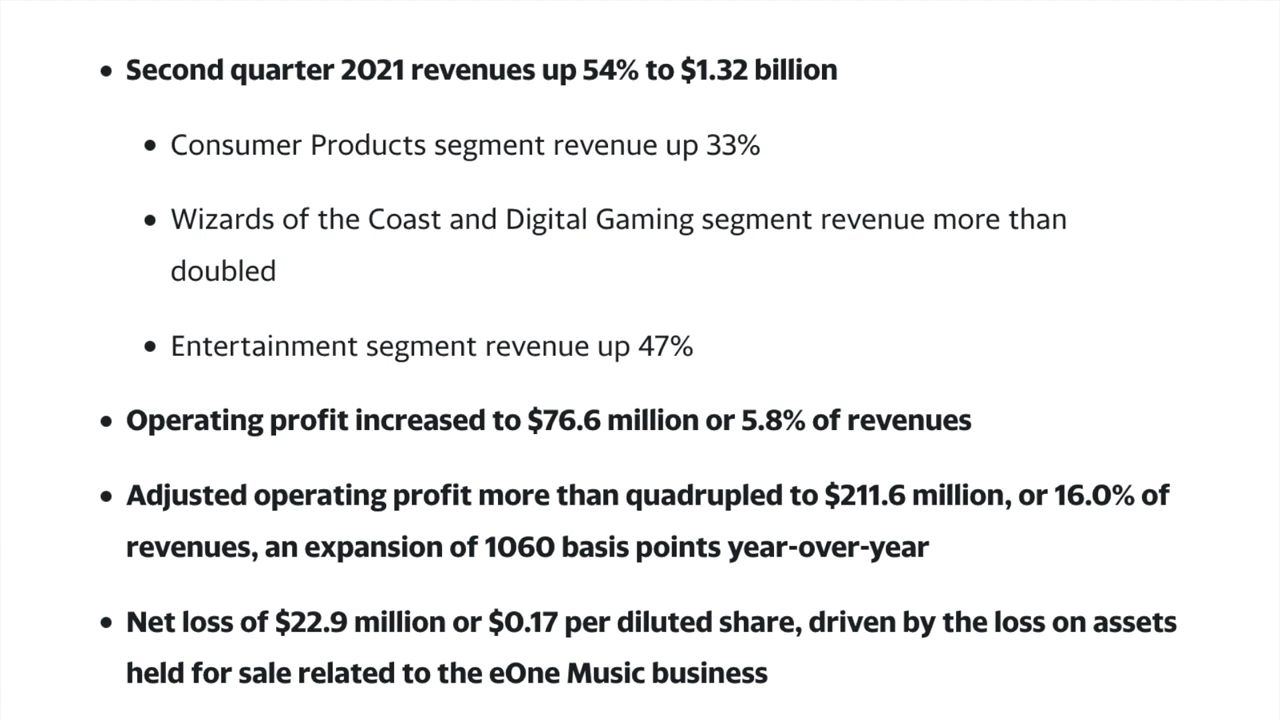 • Second quarter 2021 revenues up 54% to $1.32 billion
• Consumer Products segment revenue up 33%
• Wizards of the Coast and Digital Gaming segment revenue more than
doubled
• Entertainment segment revenue up 47%
• Operating profit increased to $76.6 million or 5.8% of revenues
• Adjusted operating profit more than quadrupled to $211.6 million, or 16.0% of
revenues, an expansion of 1060 basis points year-over-year
• Net loss of $22.9 million or $0.17 per diluted share, driven by the loss on assets
held for sale related to the eOne Music business